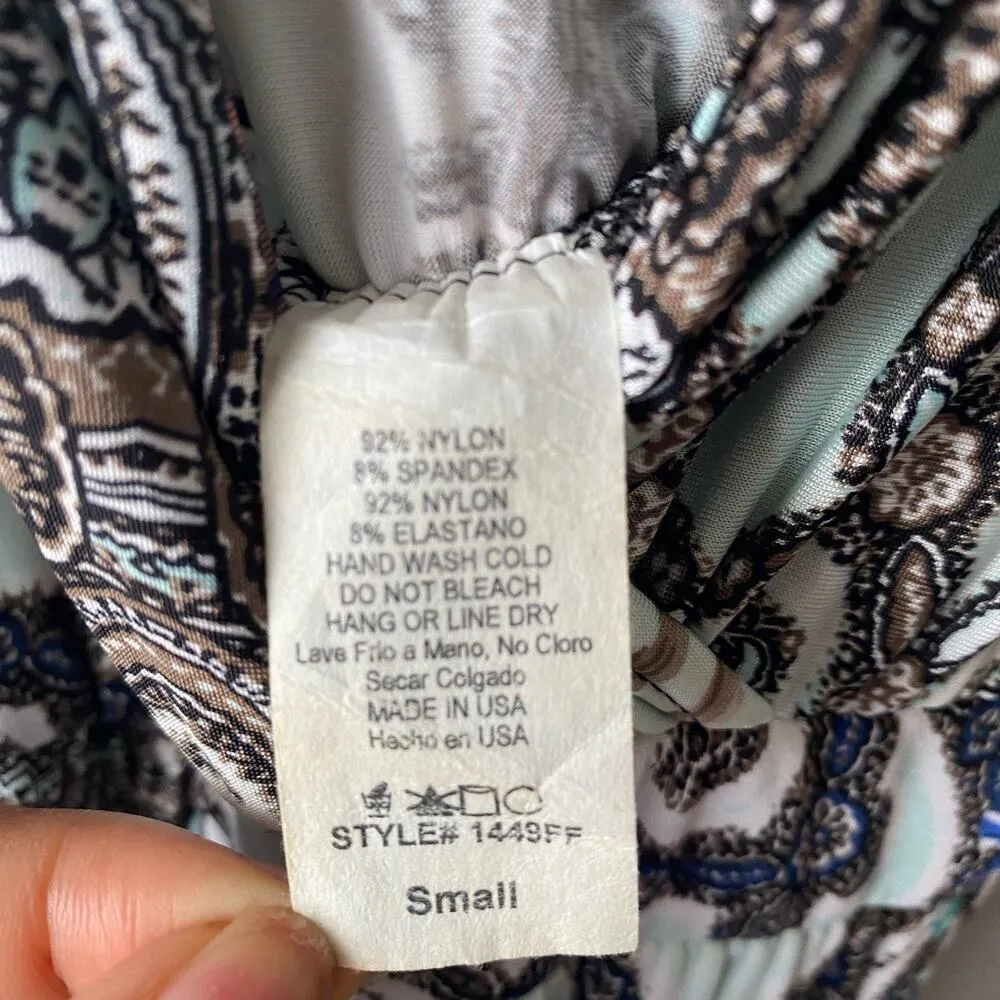 92% NYLON
8% SPANDEX
92% NYLON
8% ELASTANO
HAND WASH COLD
DO NOT BLEACH
HANG OR LINE DRY
Lave Frio a Mano, No Cloro
Secar Colgado
MADE IN USA
Hecho en USA
STYLE# 1449FF
Small